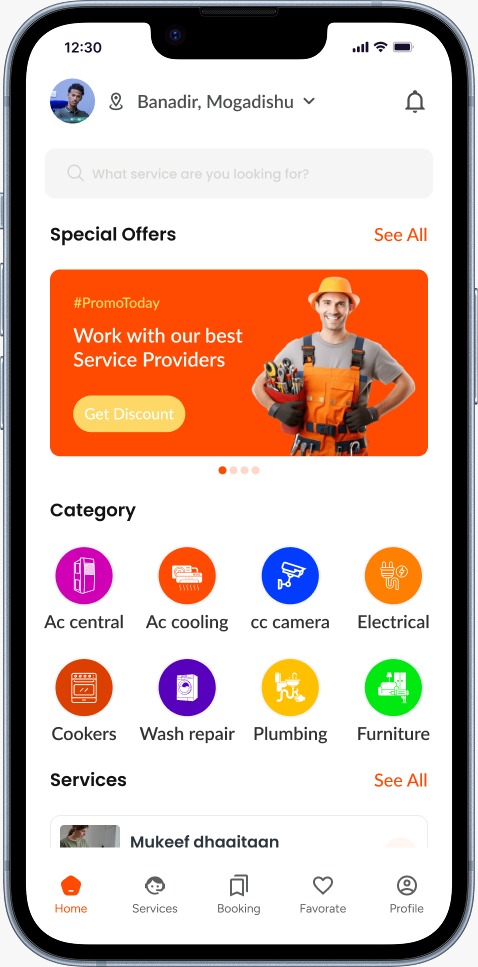 12:30
Banadir, Mogadishu
What service are you looking for?
Special Offers
See All
#PromoToday
Work with our best
Service Providers
Get Discount
Category
Ac central
Ac cooling
cc camera
Electrical
Cookers
Wash repair
Plumbing
Furniture
Services
See All
Mukeef dhaqitaan
Home
Services
Booking
Favorate
Profile